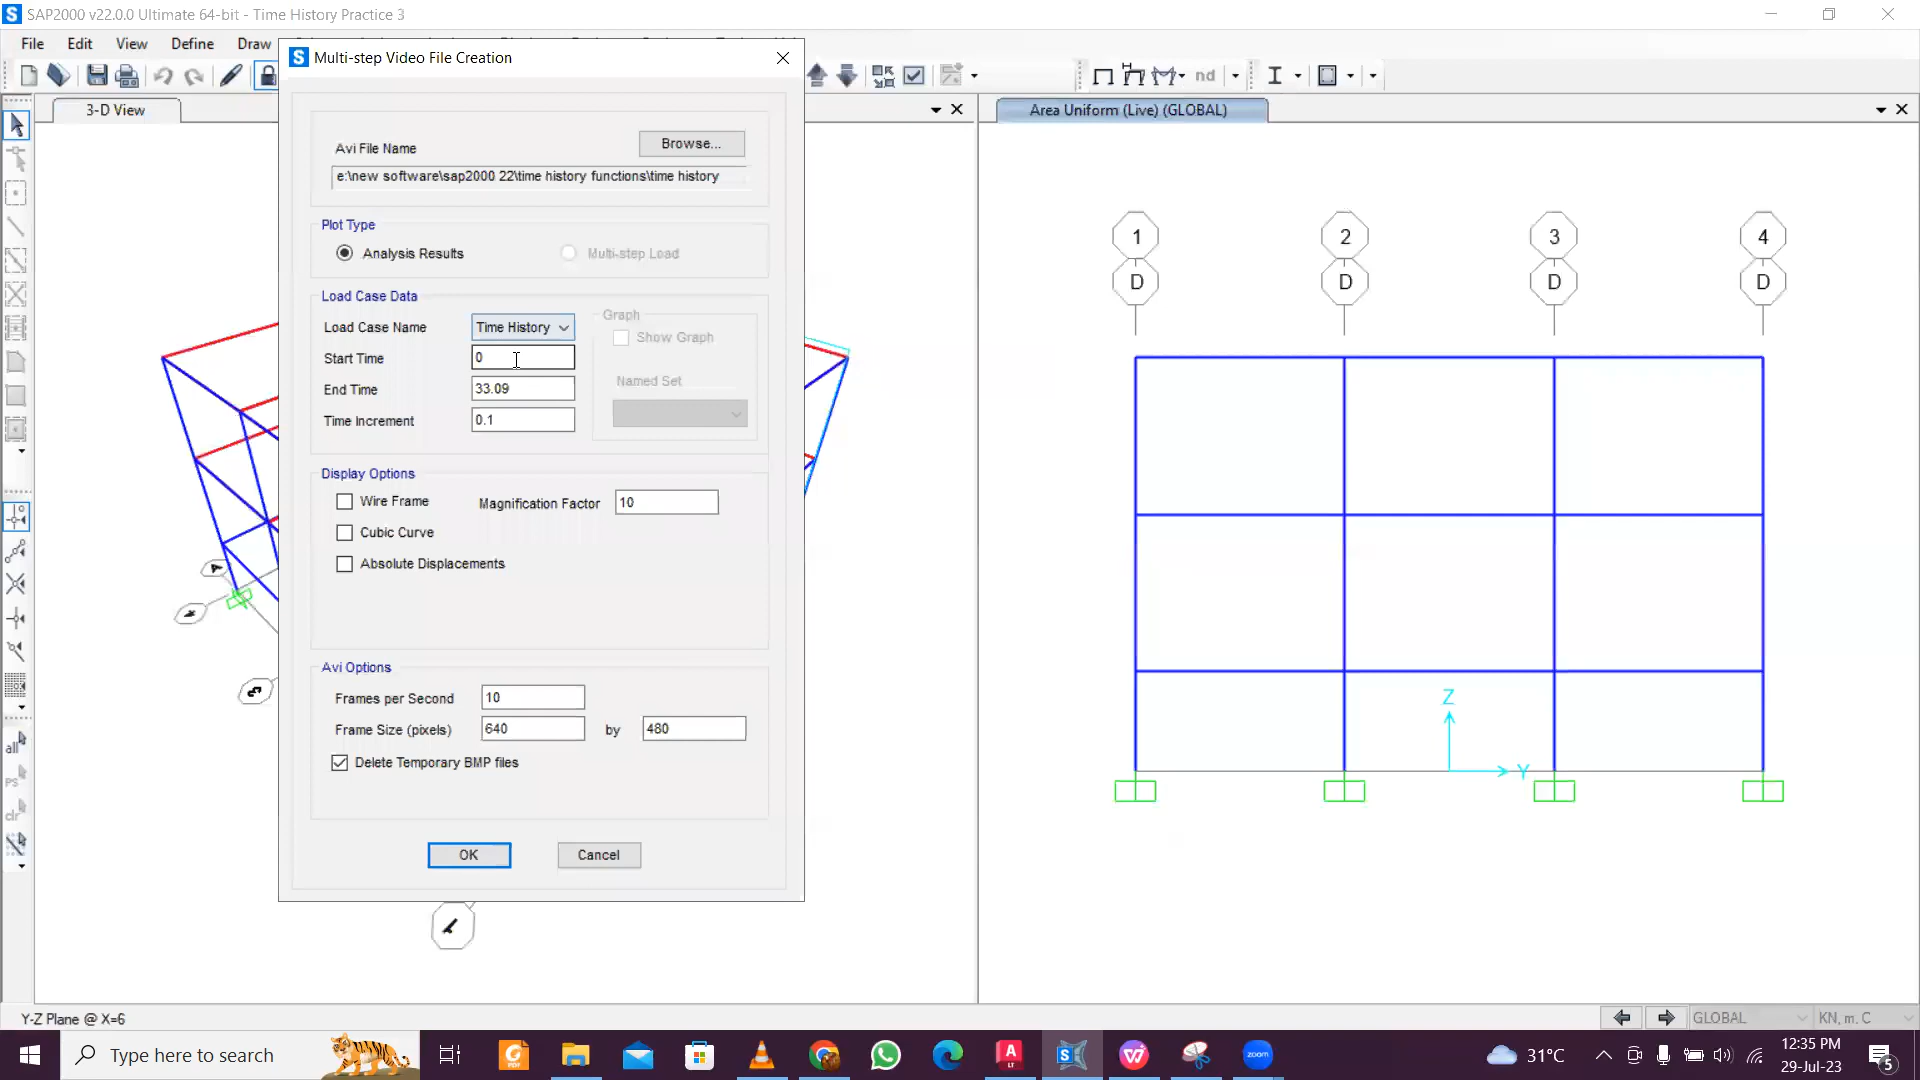 SAP2000 v22.0.0 Ultimate 64-bit - Time History Practice 3
File Edit View Define Draw
Multi-step Video File Creation
nd
3-D View
Area Uniform (Live) (GLOBAL)
Avi File Name
Browse...
e:\new software\sap2000 22\time history functions\time history
Plot Type
Analysis Results
Multi-step Load
Load Case Data
Load Case Name
Time History
Start Time
0
End Time
33.09
Time Increment
0.1
Graph
Show Graph
Named Set
Display Options
Wire Frame
Magnification Factor
10
Cubic Curve
Absolute Displacements
Avi Options
Frames per Second
10
Frame Size (pixels)
640
by
480
Delete Temporary BMP files
OK
Cancel
1 2 3 4
D D D D
Z
Y
all
PS
clr
Y-Z Plane @ X=6
GLOBAL
KN, m, C
Type here to search
zoom
31°C
12:35 PM
29-Jul-23
5